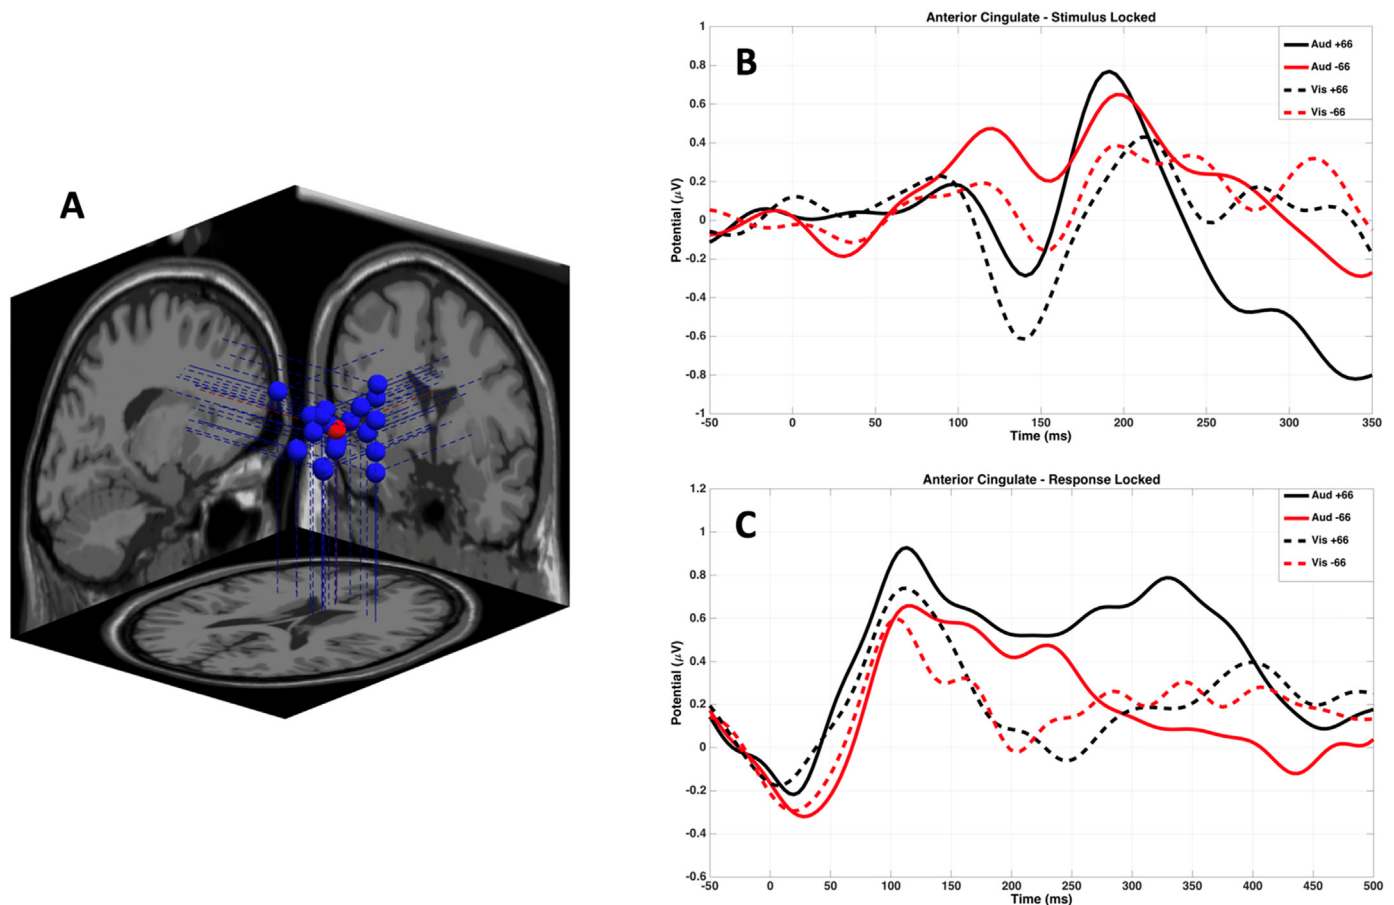 A
Anterior Cingulate - Stimulus Locked
B
Aud +66
Aud -66
Vis +66
Vis -66
1
0.8
0.6
0.4
0.2
0
-0.2
-0.4
-0.6
-0.8
-1
Potential (μV)
-50 0 50 100 150 200 250 300 350
Time (ms)
Anterior Cingulate - Response Locked
C
Aud +66
Aud -66
Vis +66
Vis -66
1.2
1
0.8
0.6
0.4
0.2
0
-0.2
-0.4
-0.6
Potential (μV)
-50 0 50 100 150 200 250 300 350 400 450 500
Time (ms)